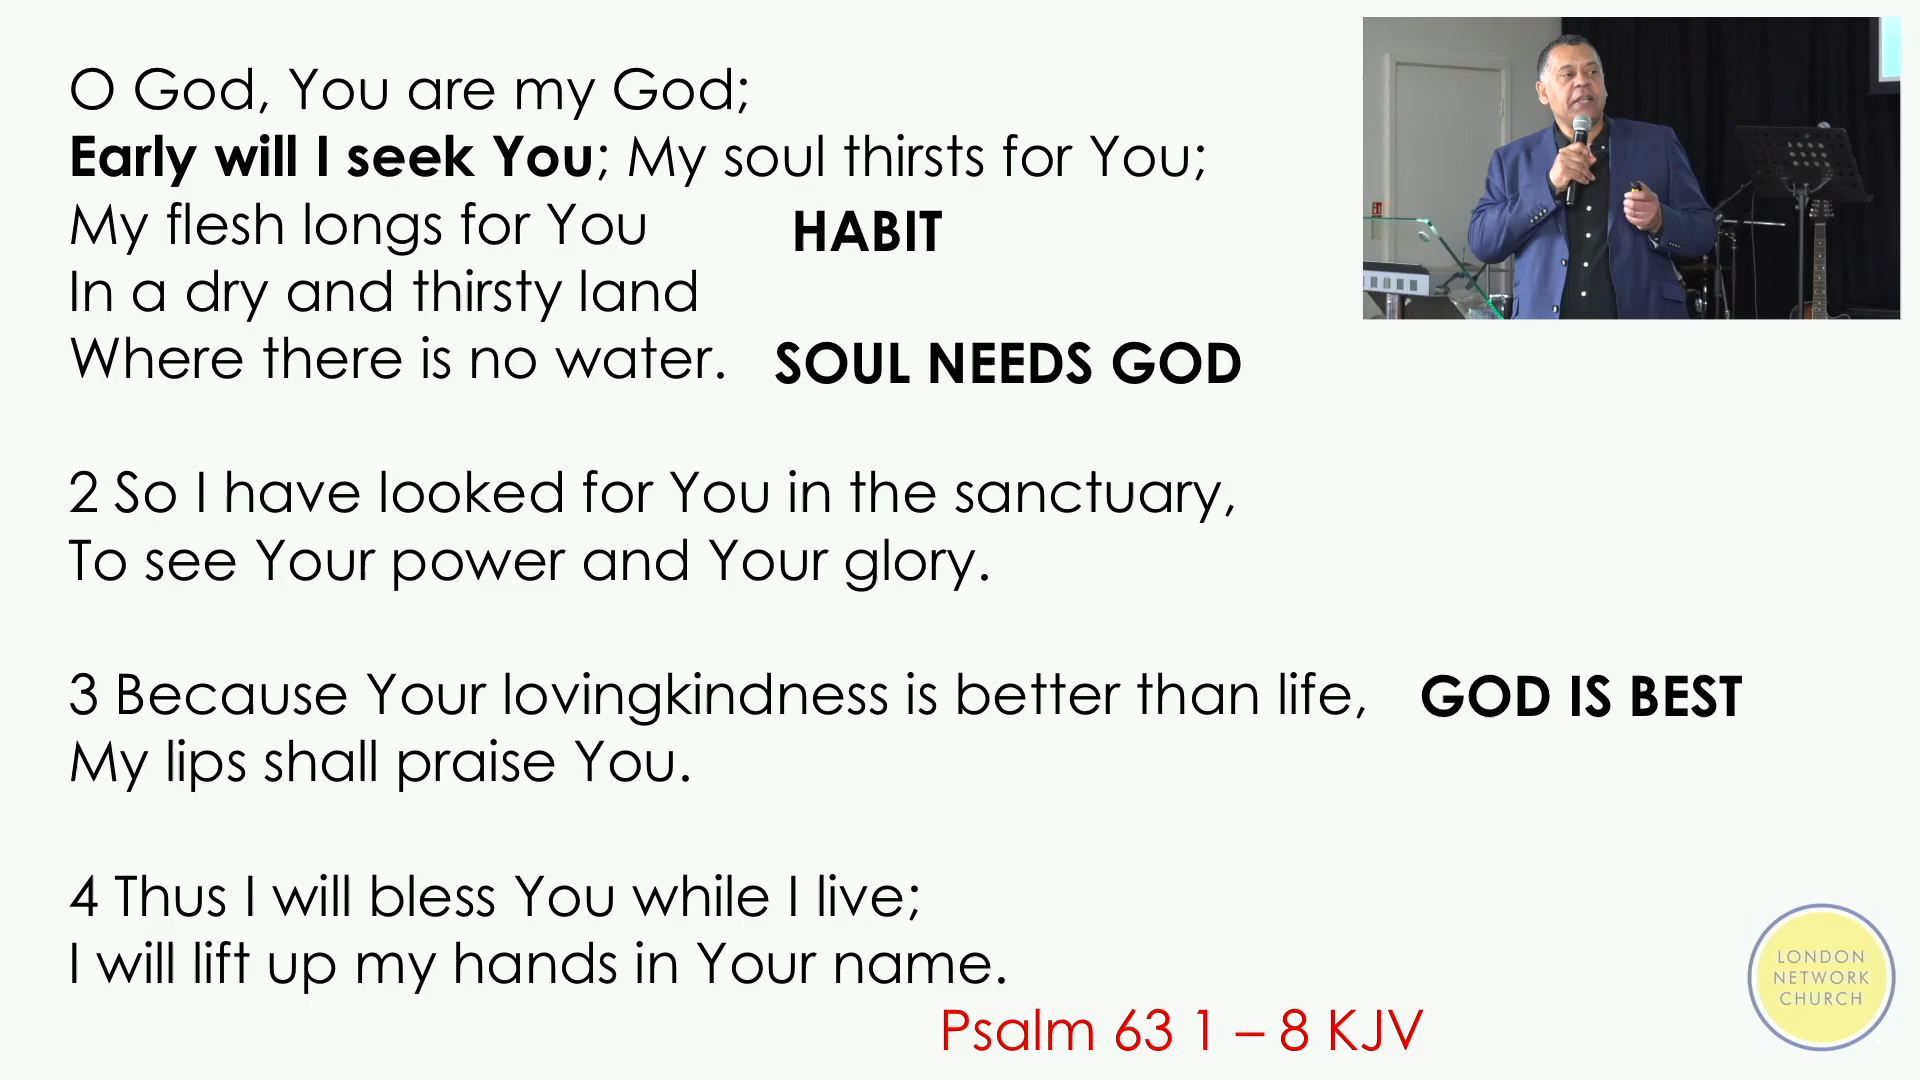 O God, You are my God;
Early will I seek You; My soul thirsts for You;
My flesh longs for You HABIT
In a dry and thirsty land
Where there is no water. SOUL NEEDS GOD
2 So I have looked for You in the sanctuary,
To see Your power and Your glory.
3 Because Your lovingkindness is better than life, GOD IS BEST
My lips shall praise You.
4 Thus I will bless You while I live;
I will lift up my hands in Your name.
Psalm 63 1 – 8 KJV
LONDON
NETWORK
CHURCH